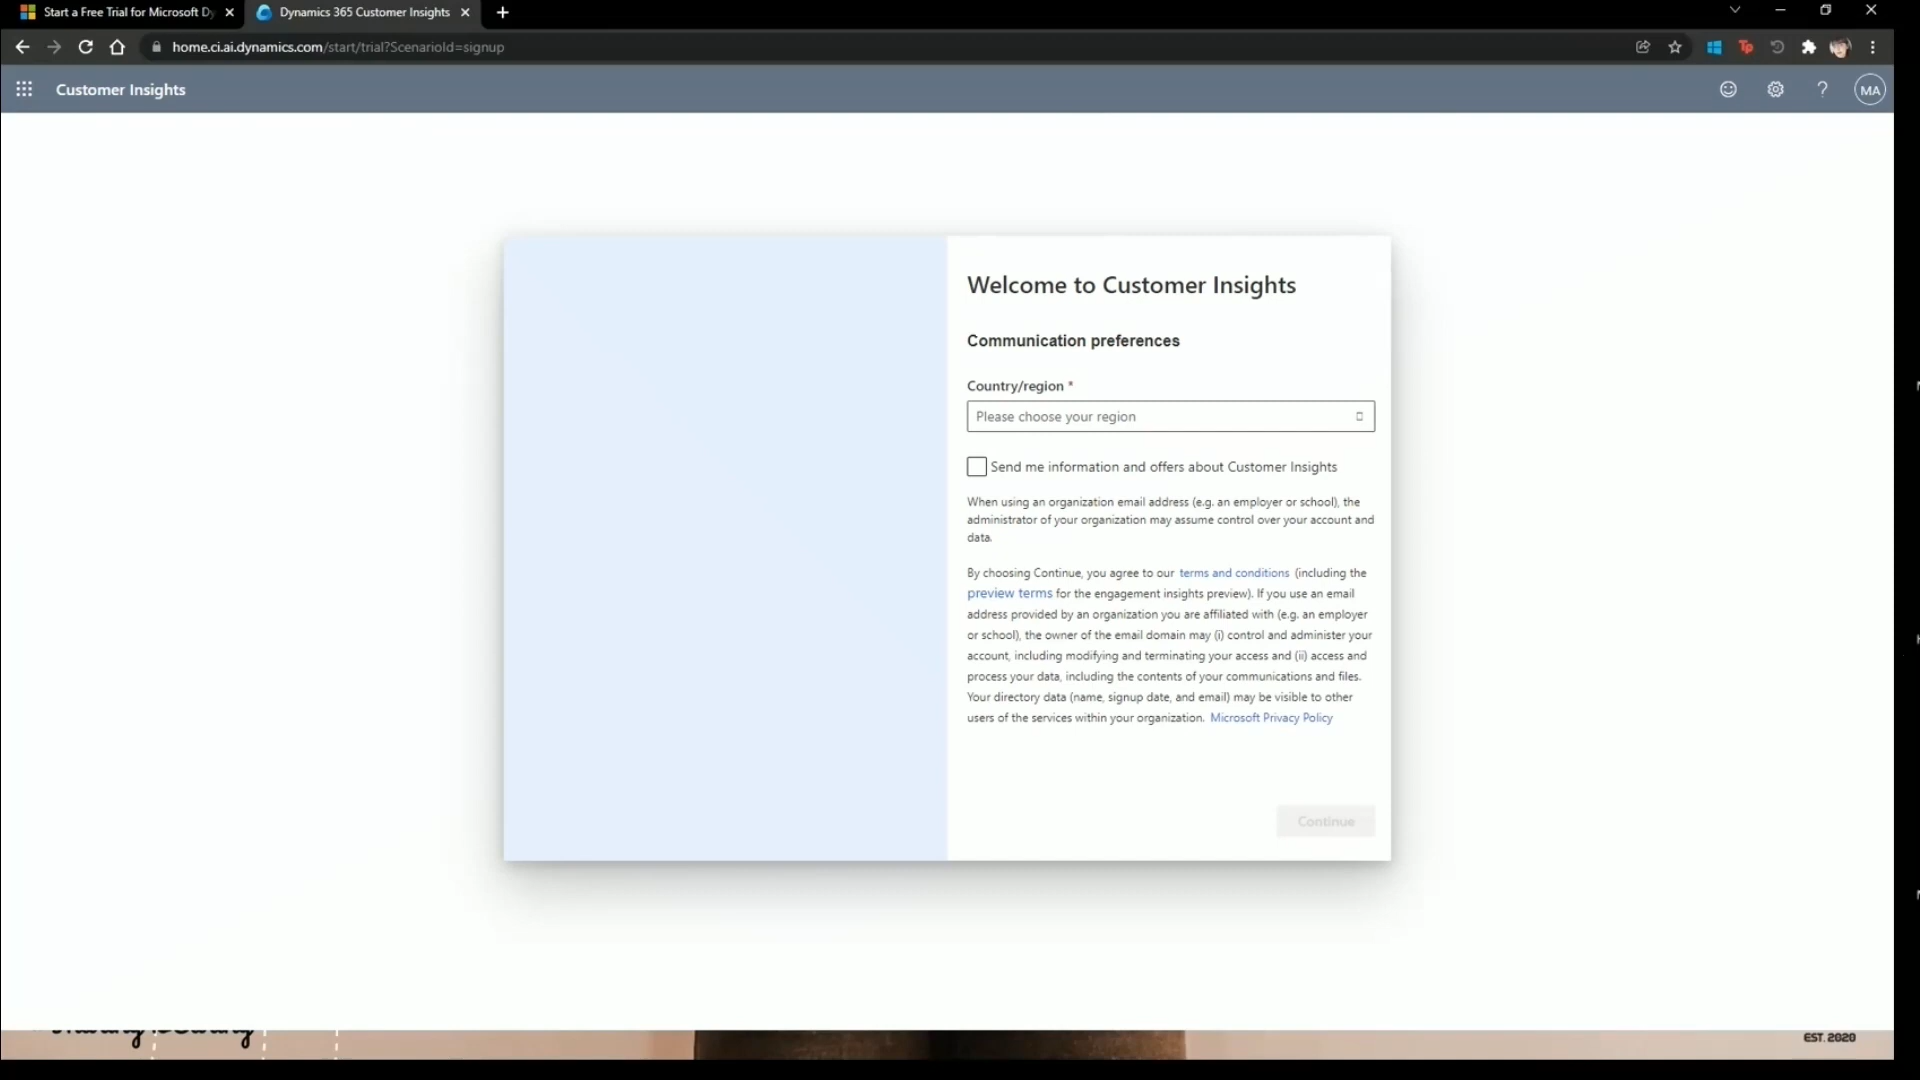 Start a Free Trial for Microsoft Dy
Dynamics 365 Customer Insights
home.ci.ai.dynamics.com/start/trial?ScenarioId=signup
Customer Insights
MA
Welcome to Customer Insights
Communication preferences
Country/region *
Please choose your region
Send me information and offers about Customer Insights
When using an organization email address (e.g. an employer or school), the
administrator of your organization may assume control over your account and
data.
By choosing Continue, you agree to our terms and conditions (including the
preview terms for the engagement insights preview). If you use an email
address provided by an organization you are affiliated with (e.g. an employer
or school), the owner of the email domain may (i) control and administer your
account, including modifying and terminating your access and (ii) access and
process your data, including the contents of your communications and files.
Your directory data (name, signup date, and email) may be visible to other
users of the services within your organization. Microsoft Privacy Policy
Continue
EST. 2020